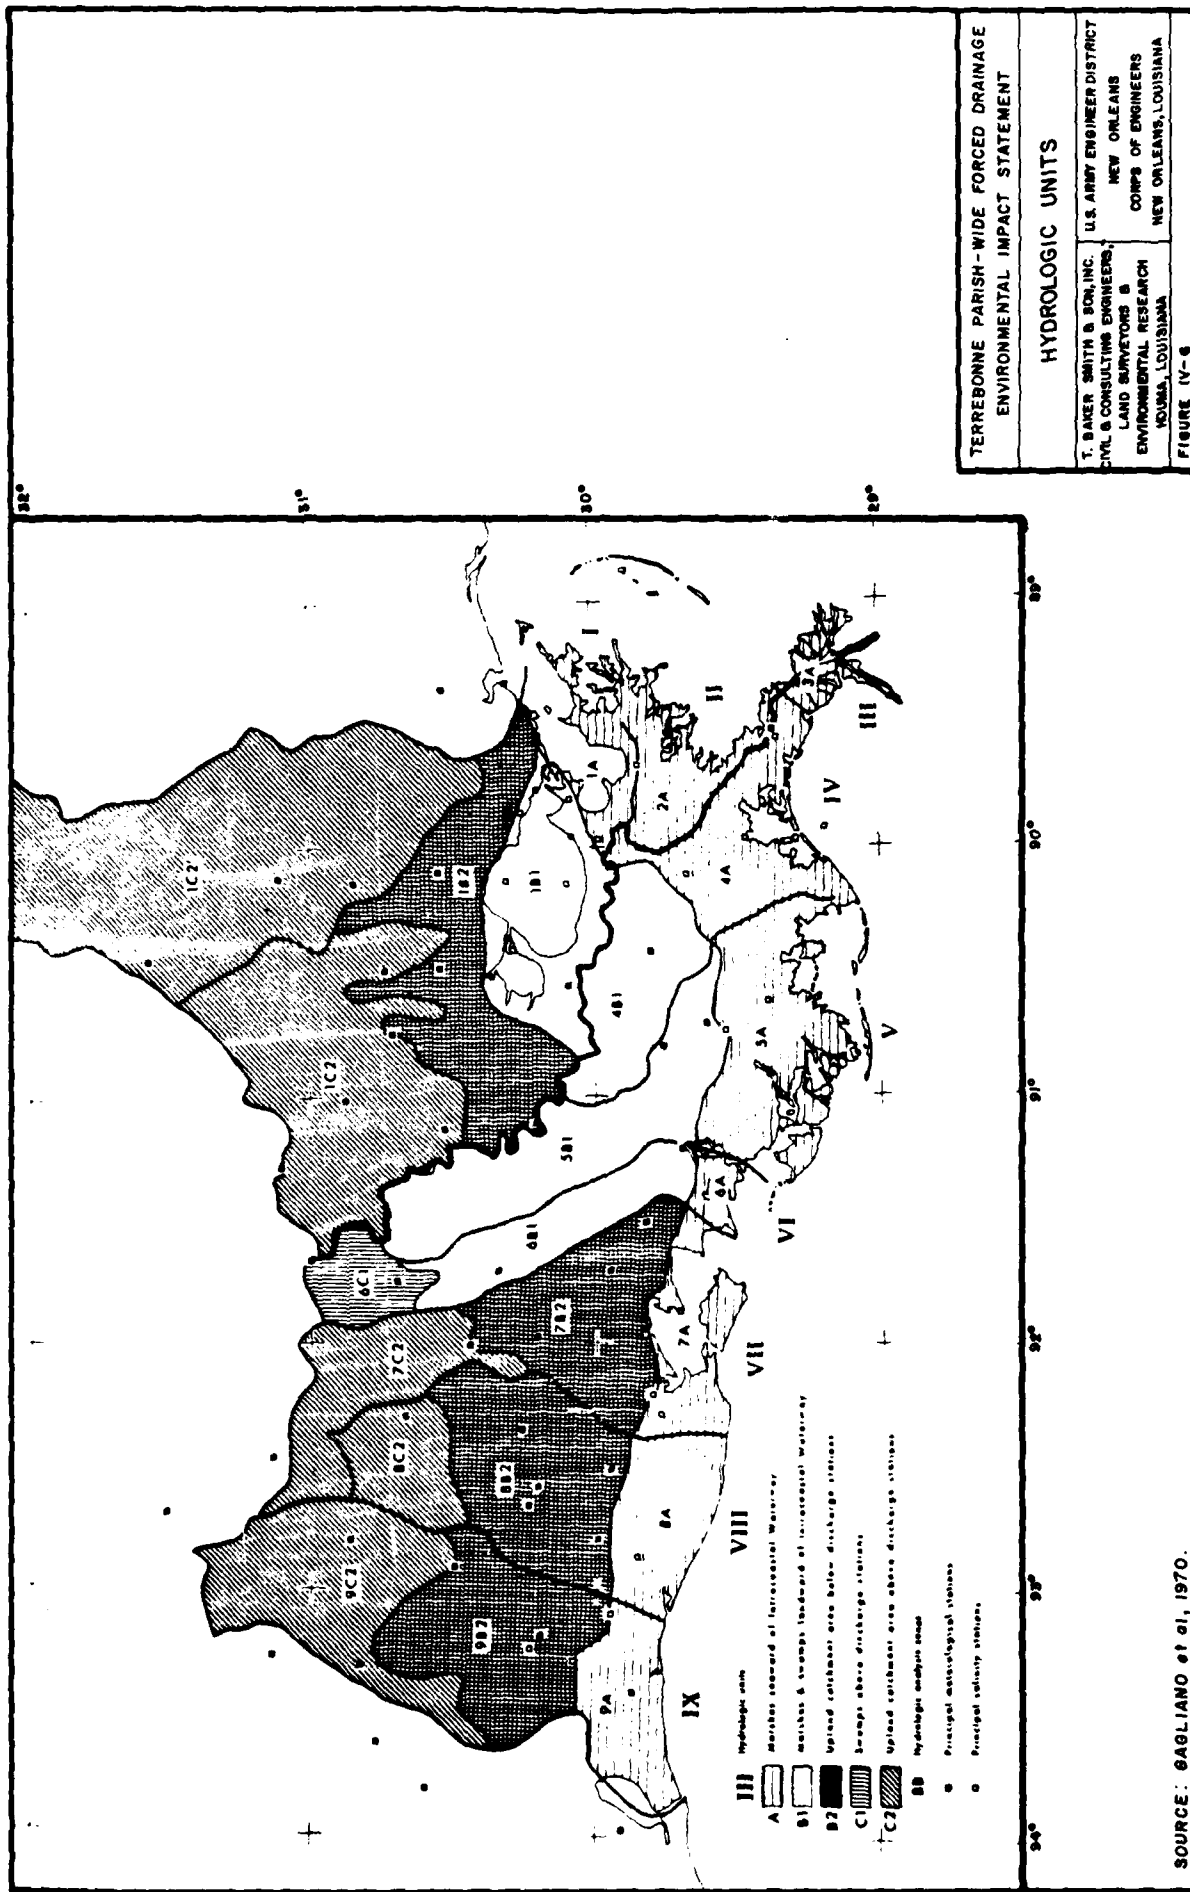 TERREBONNE PARISH-WIDE FORCED DRAINAGE
ENVIRONMENTAL IMPACT STATEMENT
HYDROLOGIC UNITS
T. BAKER SMITH & SON, INC.
CIVIL & CONSULTING ENGINEERS,
LAND SURVEYORS &
ENVIRONMENTAL RESEARCH
HOUMA, LOUISIANA
U.S. ARMY ENGINEER DISTRICT
NEW ORLEANS
CORPS OF ENGINEERS
NEW ORLEANS, LOUISIANA
FIGURE IV-6
32°
31°
30°
29°
94°
93°
92°
91°
90°
89°
1C2
1C2
1B2
1B1
1A
2A
3A
4A
4B1
5A
5B1
6A
6B1
6C1
7A
7B2
7C2
8A
8B2
8C2
9A
9B2
9C2
I
II
III
IV
V
VI
VII
VIII
IX
III Hydrologic units
A Marshes seaward of Intracoastal Waterway
B1 Marshes & swamps landward of Intracoastal Waterway
B2 Upland catchment area below discharge stations
C1 Swamps above discharge stations
C2 Upland catchment area above discharge stations
BB Hydrologic analysis zones
Principal stations
Principal salinity stations
SOURCE: GAGLIANO et al, 1970.